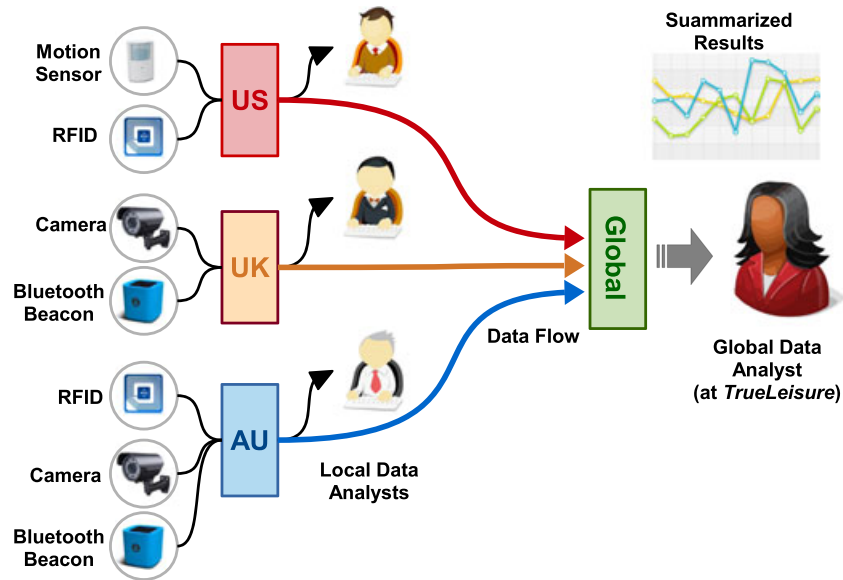 Suammarized
Results
Motion
Sensor
US
RFID
Camera
UK
Bluetooth
Beacon
Global
Data Flow
Global Data
Analyst
(at TrueLeisure)
RFID
AU
Camera
Local Data
Analysts
Bluetooth
Beacon